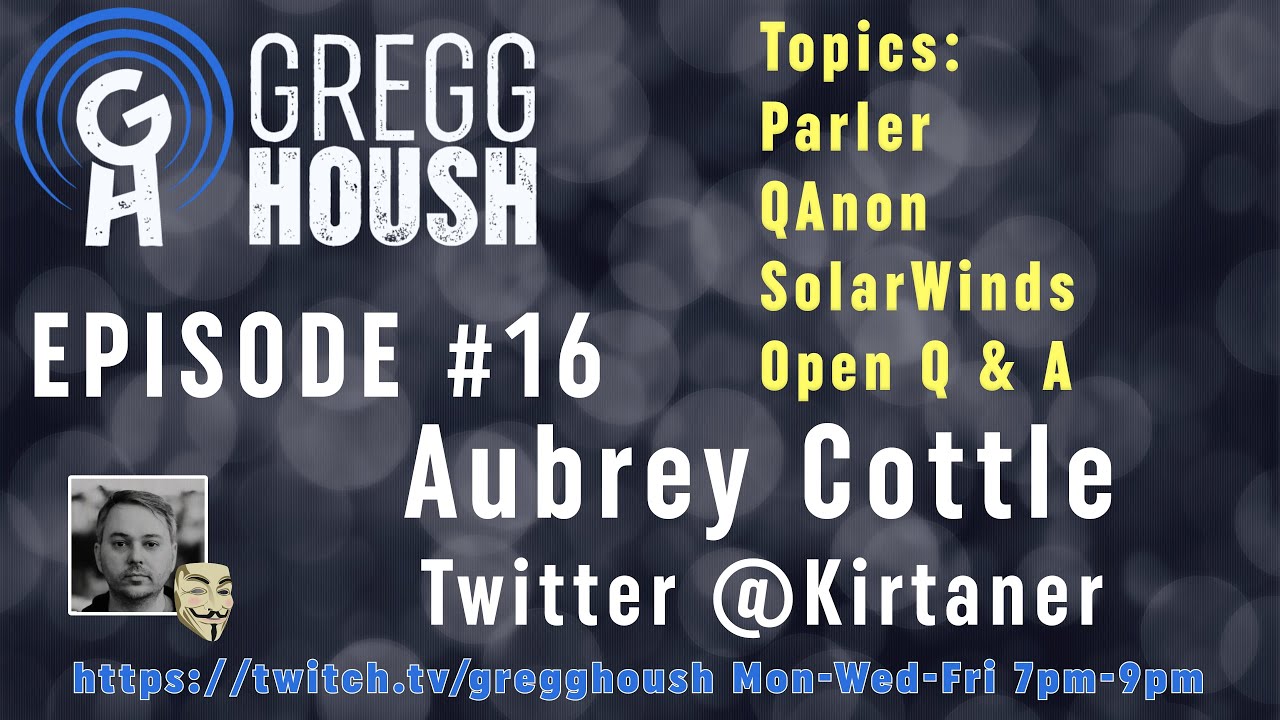 GREGG
HOUSH
Topics:
Parler
QAnon
SolarWinds
Open Q & A
EPISODE #16
Aubrey Cottle
Twitter @Kirtaner
https://twitch.tv/gregghoush Mon-Wed-Fri 7pm-9pm